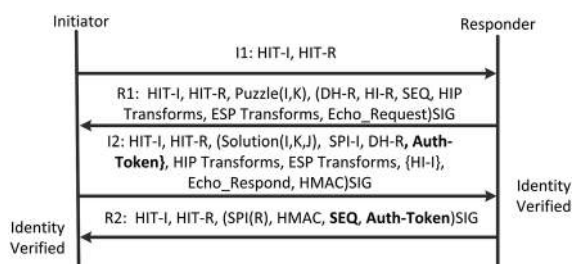 Initiator
Responder
I1: HIT-I, HIT-R
R1: HIT-I, HIT-R, Puzzle(I,K), (DH-R, HI-R, SEQ, HIP
Transforms, ESP Transforms, Echo_Request)SIG
I2: HIT-I, HIT-R, (Solution(I,K,J), SPI-I, DH-R, Auth-
Token}, HIP Transforms, ESP Transforms, {HI-I},
Echo_Respond, HMAC)SIG
Identity
Verified
R2: HIT-I, HIT-R, (SPI(R), HMAC, SEQ, Auth-Token)SIG
Identity
Verified